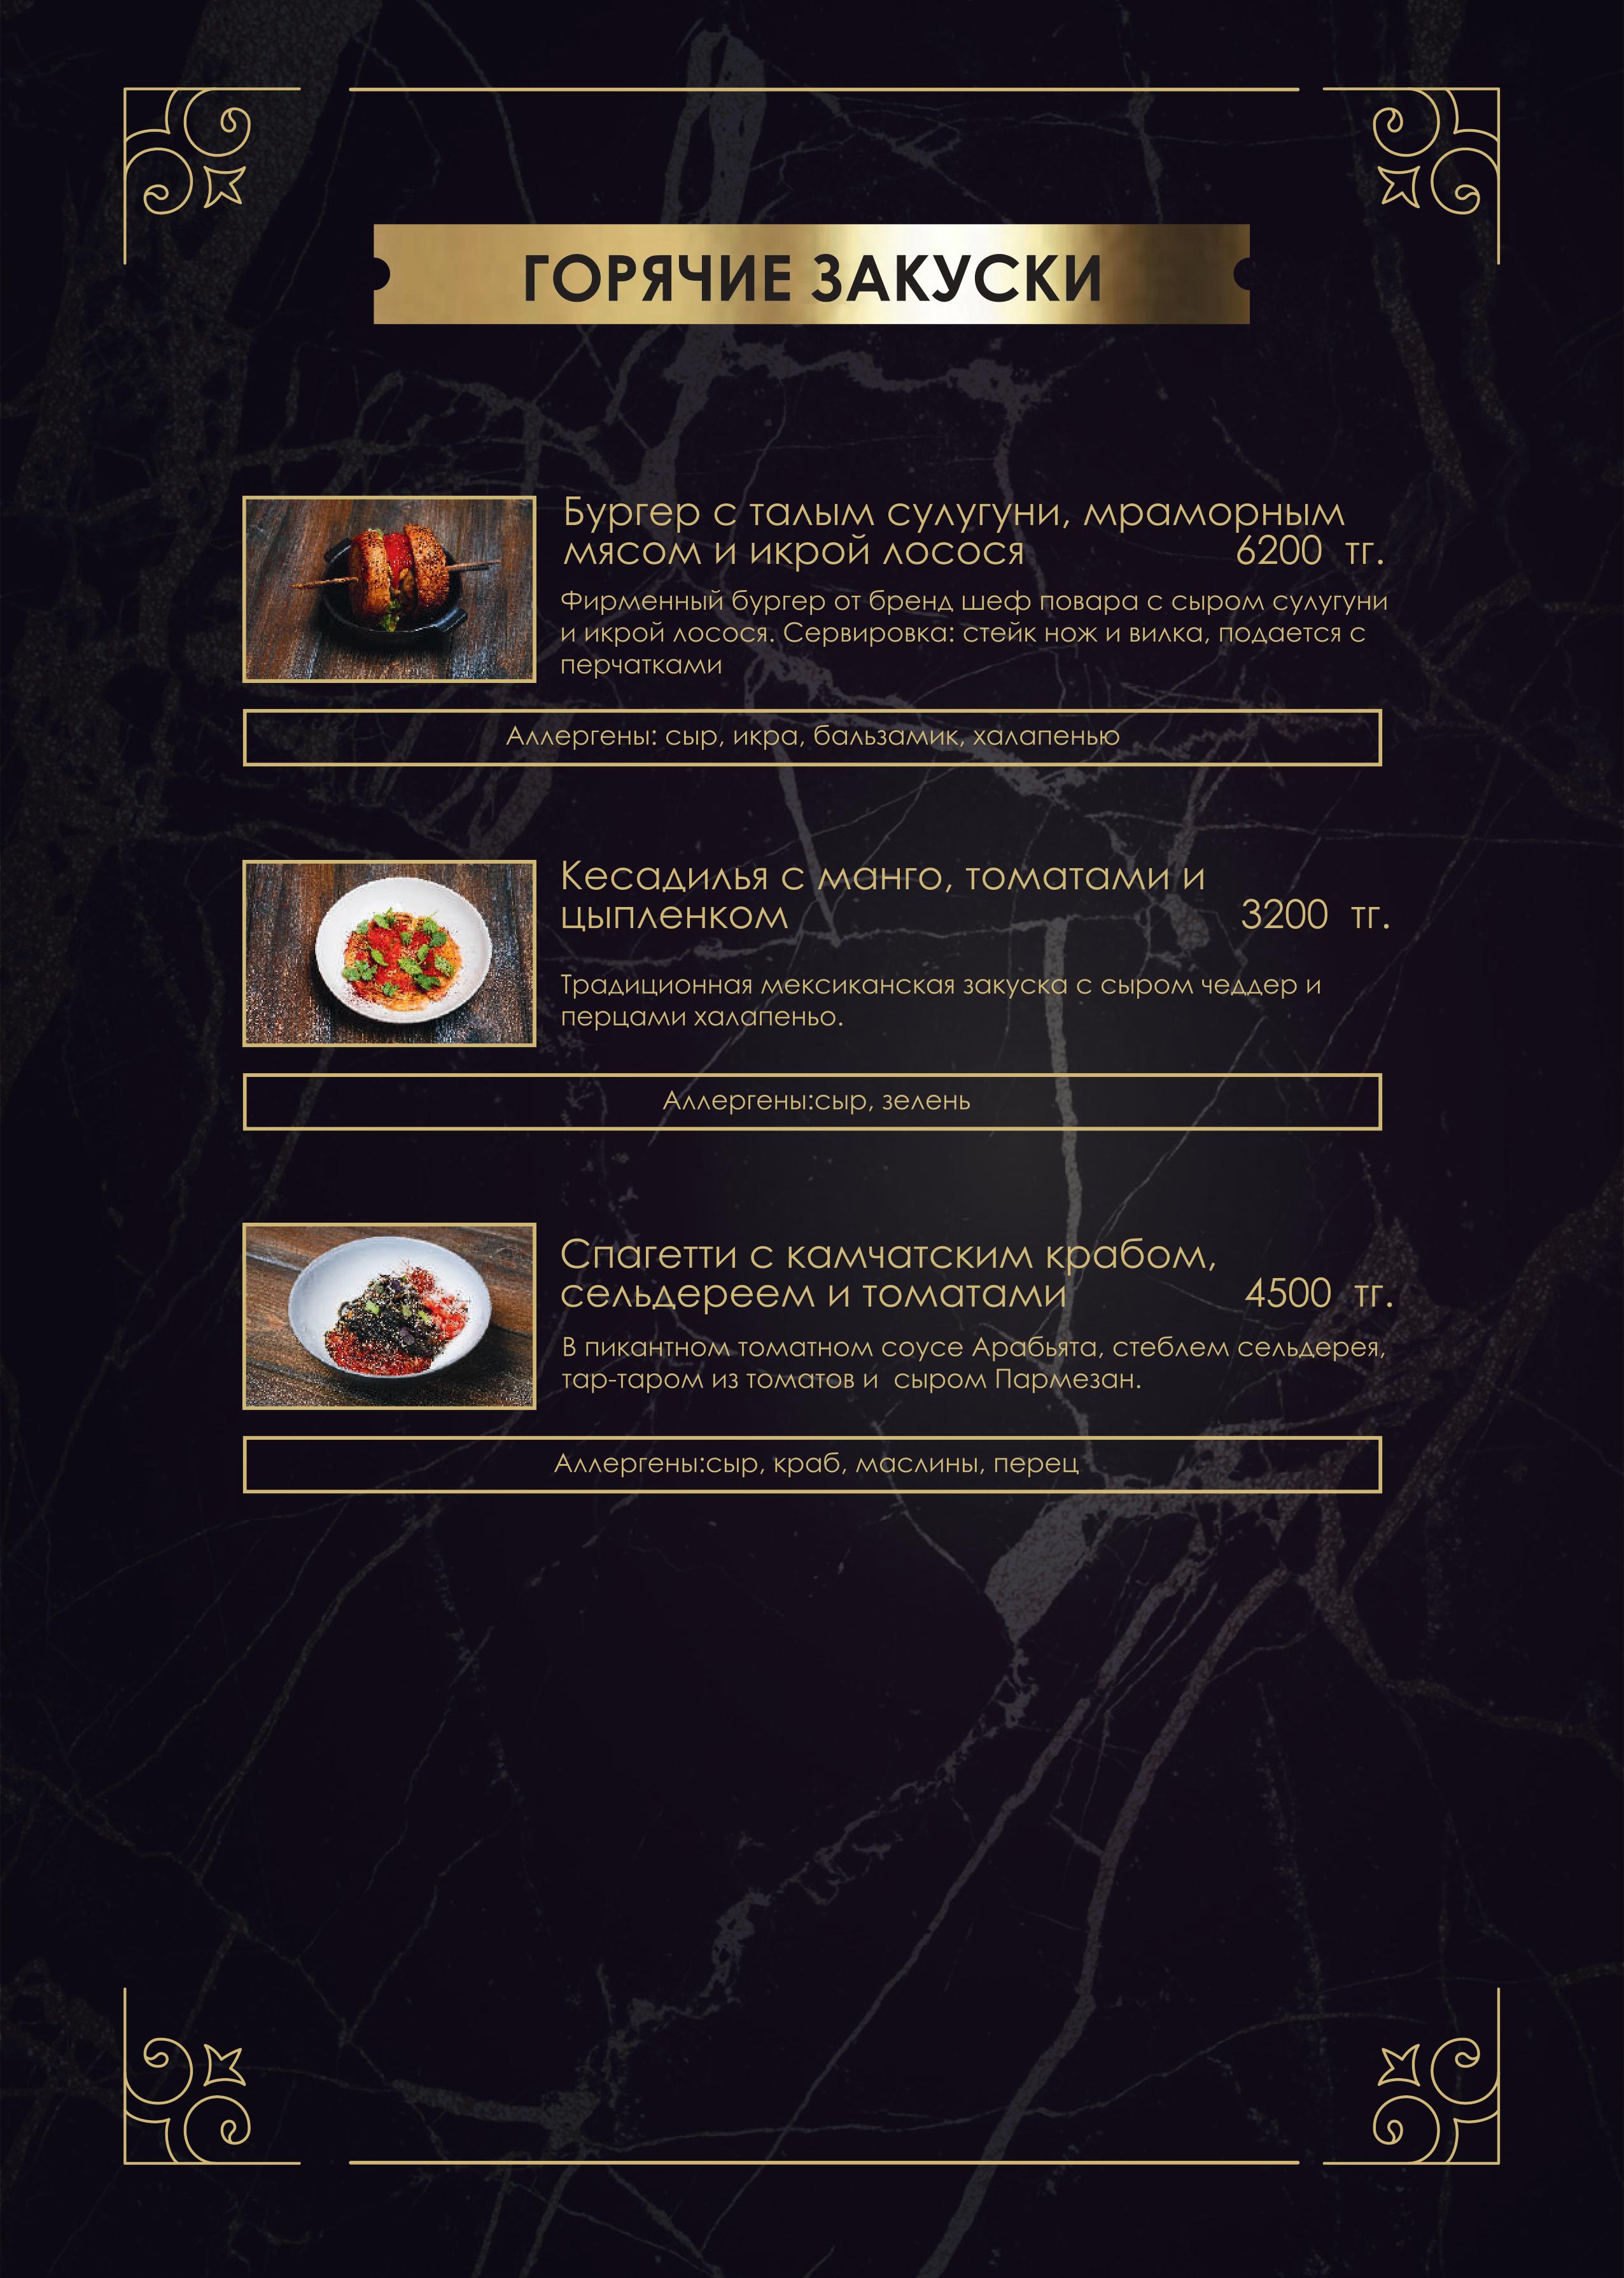 ГОРЯЧИЕ ЗАКУСКИ
Бургер с талым сулугуни, мраморным
мясом и икрой лосося 6200 тг.
Фирменный бургер от бренд шеф повара с сыром сулугуни
и икрой лосося. Сервировка: стейк нож и вилка, подается с
перчатками
Аллергены: сыр, икра, бальзамик, халапенью
Кесадилья с манго, томатами и
цыпленком 3200 тг.
Традиционная мексиканская закуска с сыром чеддер и
перцами халапеньо.
Аллергены:сыр, зелень
Спагетти с камчатским крабом,
сельдереем и томатами 4500 тг.
В пикантном томатном соусе Арабьята, стеблем сельдерея,
тар-таром из томатов и сыром Пармезан.
Аллергены:сыр, краб, маслины, перец